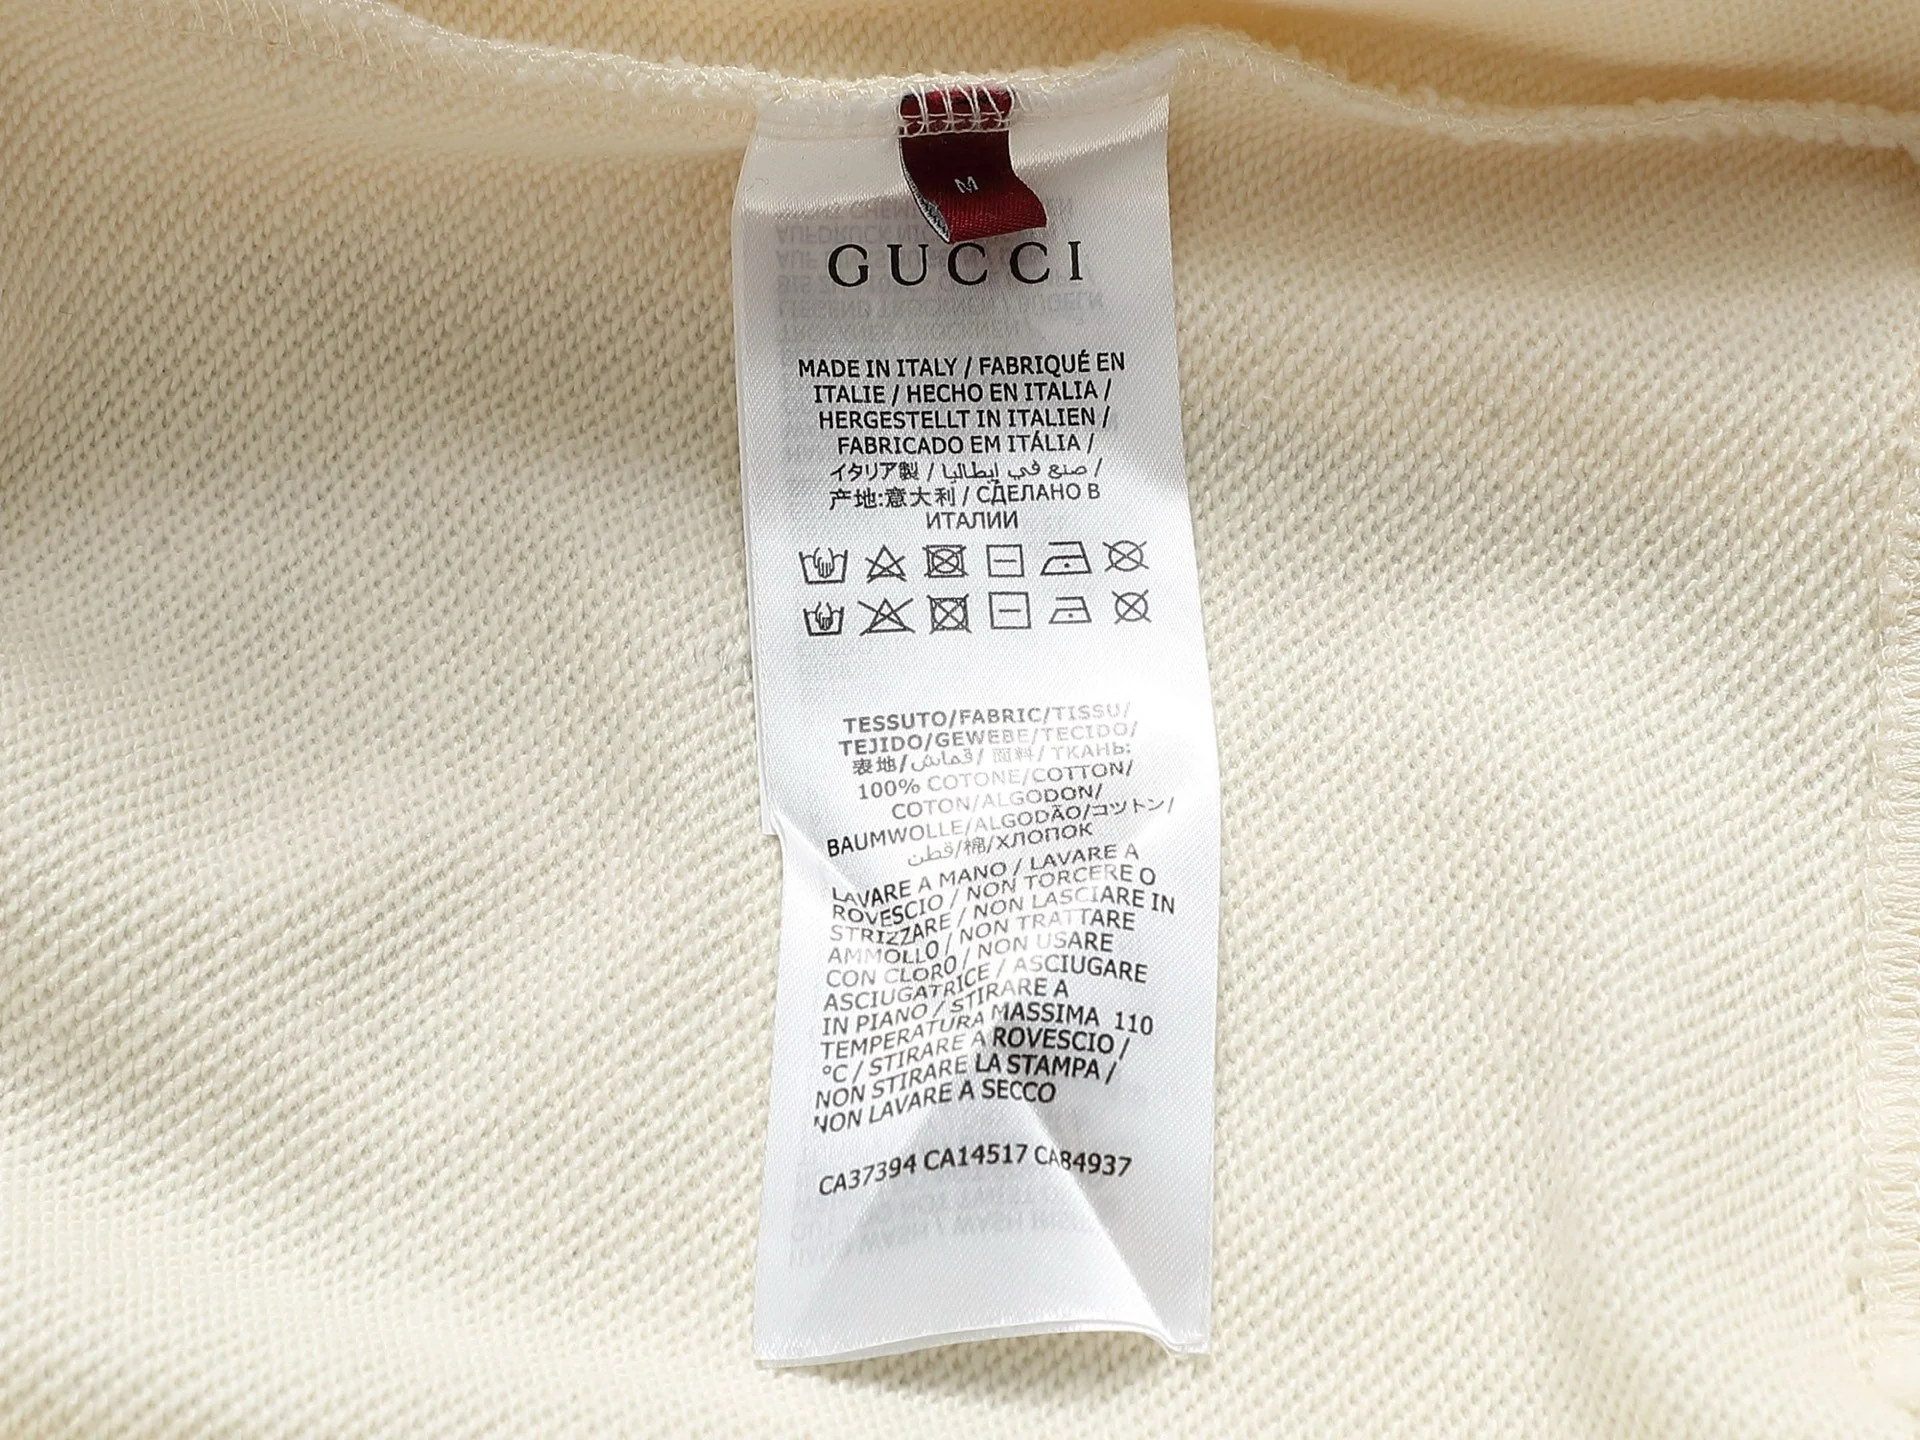 M
GUCCI
MADE IN ITALY / FABRIQUÉ EN
ITALIE / HECHO EN ITALIA /
HERGESTELLT IN ITALIEN /
FABRICADO EM ITÁLIA /
イタリア製 / صنع في إيطاليا /
产地:意大利 / СДЕЛАНО В
ИТАЛИИ
TESSUTO/FABRIC/TISSU/
TEJIDO/GEWEBE/TECIDO/
表地/قماش/ 面料/ ТКАНЬ:
100% COTONE/COTTON/
COTON/ALGODON/
BAUMWOLLE/ALGODÃO/コットン/
قطن/棉/ХЛОПОК
LAVARE A MANO / LAVARE A
ROVESCIO / NON TORCERE O
STRIZZARE / NON LASCIARE IN
AMMOLLO / NON TRATTARE
CON CLORO / NON USARE
ASCIUGATRICE / ASCIUGARE
IN PIANO / STIRARE A
TEMPERATURA MASSIMA 110
°C / STIRARE A ROVESCIO /
NON STIRARE LA STAMPA /
NON LAVARE A SECCO
CA37394 CA14517 CA84937